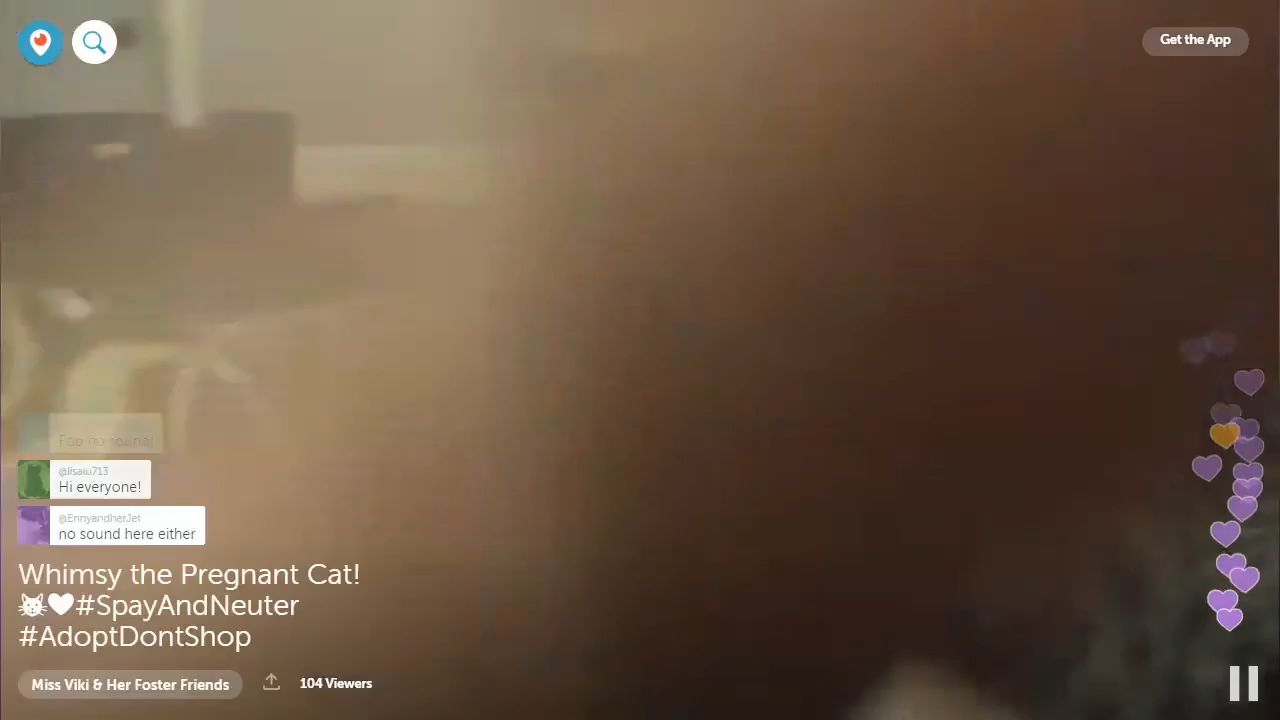 Get the App
@lisalu713
Hi everyone!
@EnnyandherJet
no sound here either
Whimsy the Pregnant Cat!
#SpayAndNeuter
#AdoptDontShop
Miss Viki & Her Foster Friends
104 Viewers